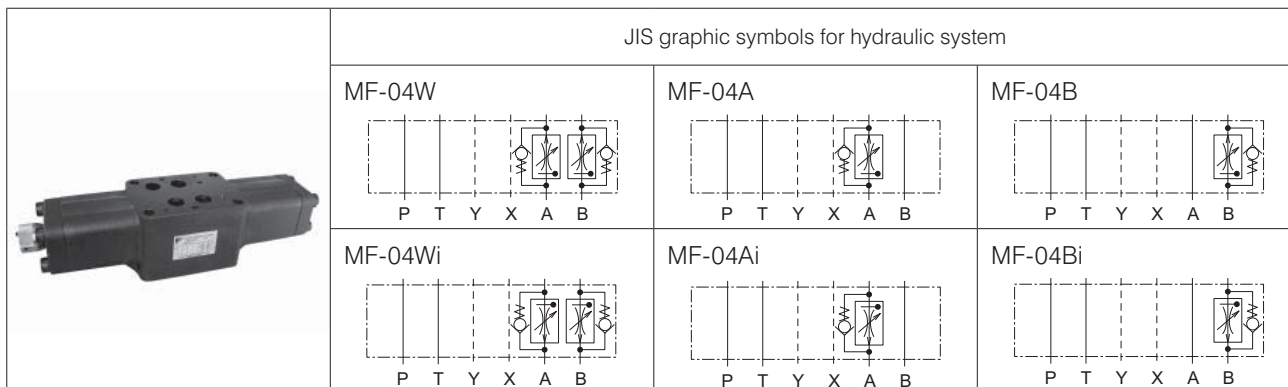 JIS graphic symbols for hydraulic system
MF-04W
MF-04A
MF-04B
P T Y X A B
P T Y X A B
P T Y X A B
MF-04Wi
MF-04Ai
MF-04Bi
P T Y X A B
P T Y X A B
P T Y X A B